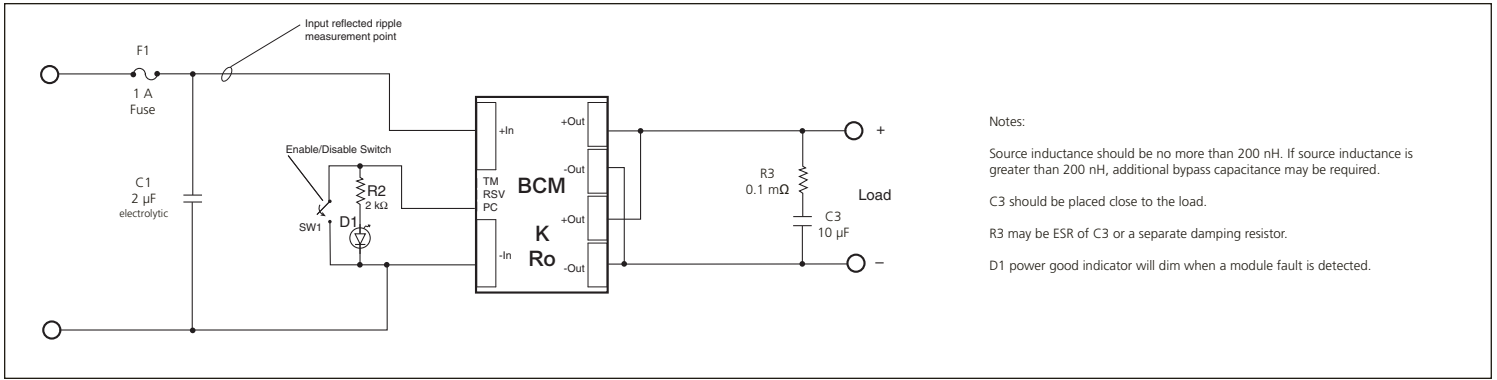 Input reflected ripple
measurement point
F1
1 A
Fuse
C1
2 µF
electrolytic
Enable/Disable Switch
SW1
R2
2 kΩ
D1
+In
TM
RSV
PC
-In
BCM
K
Ro
+Out
-Out
+Out
-Out
R3
0.1 mΩ
C3
10 µF
+
Load
–
Notes:
Source inductance should be no more than 200 nH. If source inductance is
greater than 200 nH, additional bypass capacitance may be required.
C3 should be placed close to the load.
R3 may be ESR of C3 or a separate damping resistor.
D1 power good indicator will dim when a module fault is detected.